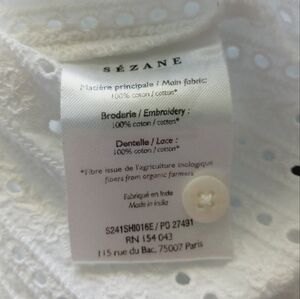 SÉZANE
Matière principale / Main fabric:
100% coton / cotton*
Broderie / Embroidery:
100% coton / cotton*
Dentelle / Lace:
100% coton / cotton*
*Fibre issue de l'agriculture biologique
fibers from organic farmers
Fabriqué en Inde
Made in India
S241SHI016E / PO 27491
RN 154 043
115 rue du Bac, 75007 Paris